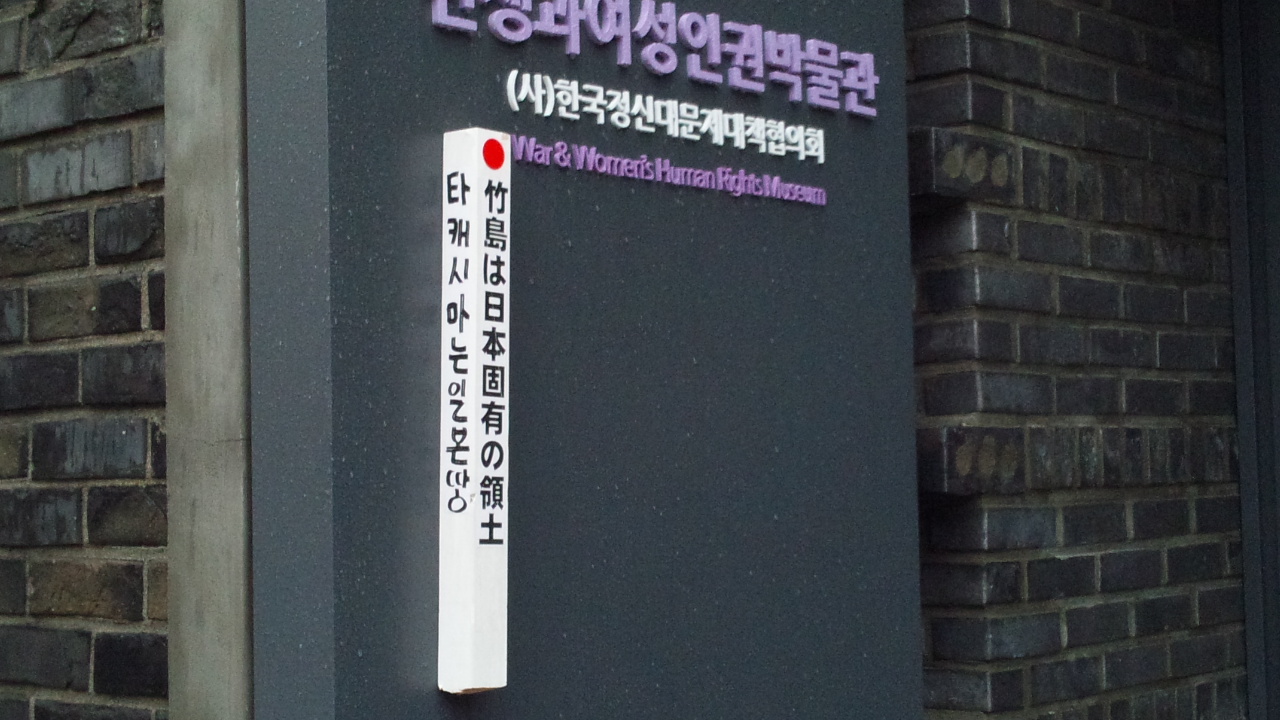 전쟁과여성인권박물관
(사)한국정신대문제대책협의회
War & Women's Human Rights Museum
竹島は日本固有の領土
타캐시마는일본땅